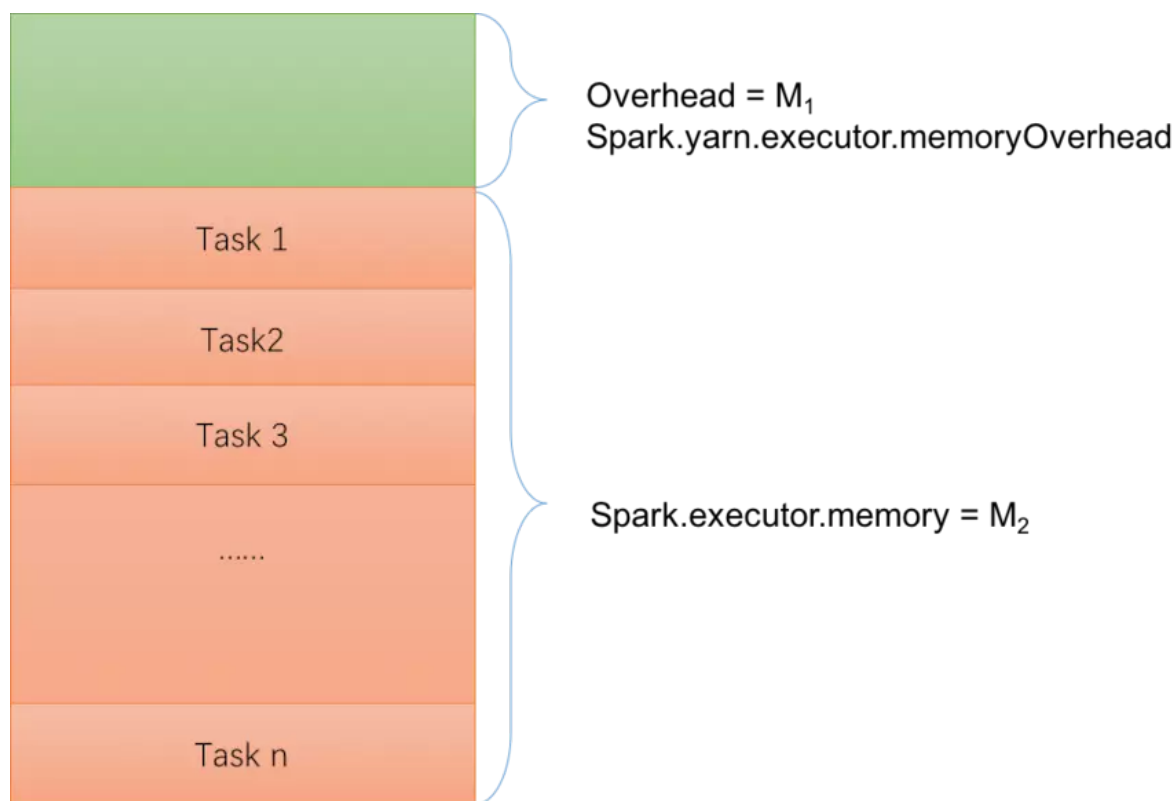 Overhead = M₁
Spark.yarn.executor.memoryOverhead
Task 1
Task2
Task 3
......
Spark.executor.memory = M₂
Task n